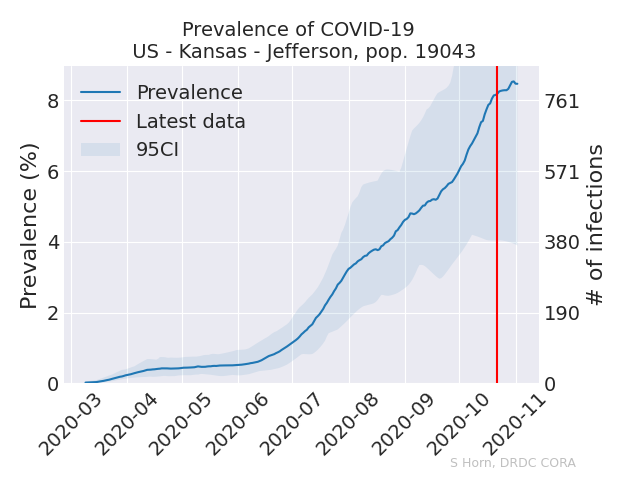 Prevalence of COVID-19
US - Kansas - Jefferson, pop. 19043
Prevalence
Latest data
95CI
Prevalence (%)
8
6
4
2
0
761
571
380
190
0
# of infections
2020-03
2020-04
2020-05
2020-06
2020-07
2020-08
2020-09
2020-10
2020-11
S Horn, DRDC CORA